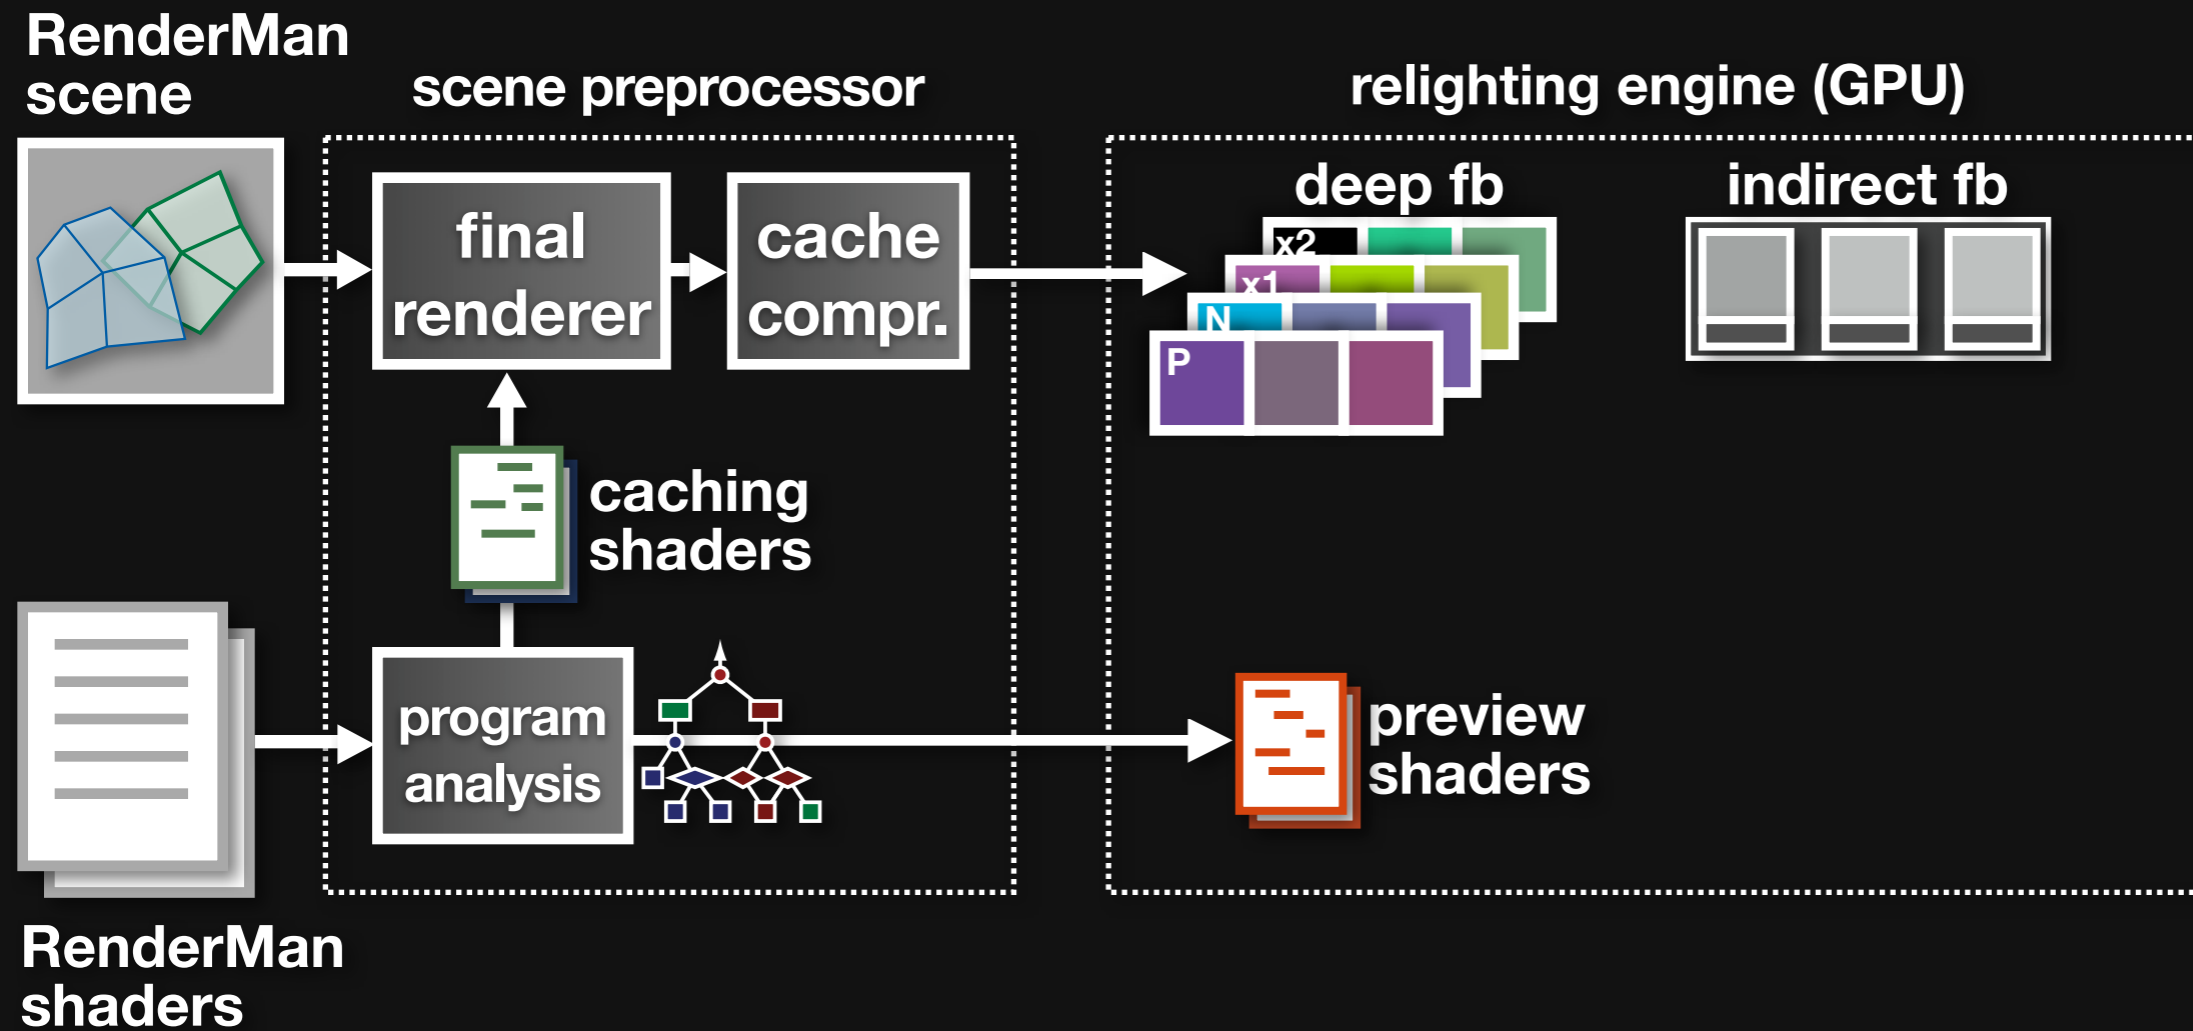 RenderMan
scene
scene preprocessor
relighting engine (GPU)
final
renderer
cache
compr.
deep fb
x2
x1
N
P
indirect fb
caching
shaders
program
analysis
preview
shaders
RenderMan
shaders